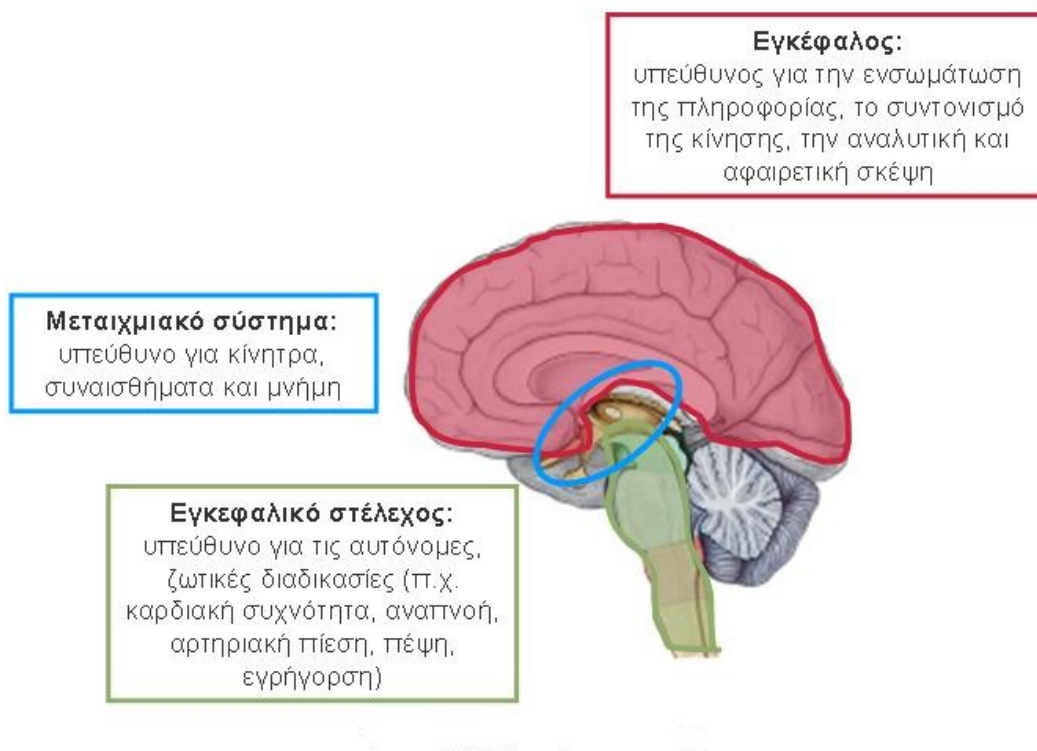 Εγκέφαλος:
υπεύθυνος για την ενσωμάτωση
της πληροφορίας, το συντονισμό
της κίνησης, την αναλυτική και
αφαιρετική σκέψη
Μεταιχμιακό σύστημα:
υπεύθυνο για κίνητρα,
συναισθήματα και μνήμη
Εγκεφαλικό στέλεχος:
υπεύθυνο για τις αυτόνομες,
ζωτικές διαδικασίες (π.χ.
καρδιακή συχνότητα, αναπνοή,
αρτηριακή πίεση, πέψη,
εγρήγορση)